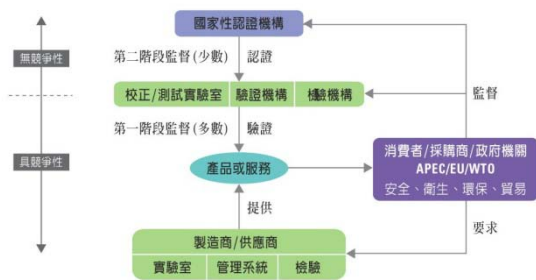 國家性認證機構
無競爭性
第二階段監督(少數) 認證
校正/測試實驗室 驗證機構 檢驗機構
監督
第一階段監督(多數) 驗證
具競爭性
產品或服務
消費者/採購商/政府機關
APEC/EU/WTO
安全、衛生、環保、貿易
提供
要求
製造商/供應商
實驗室 管理系統 檢驗